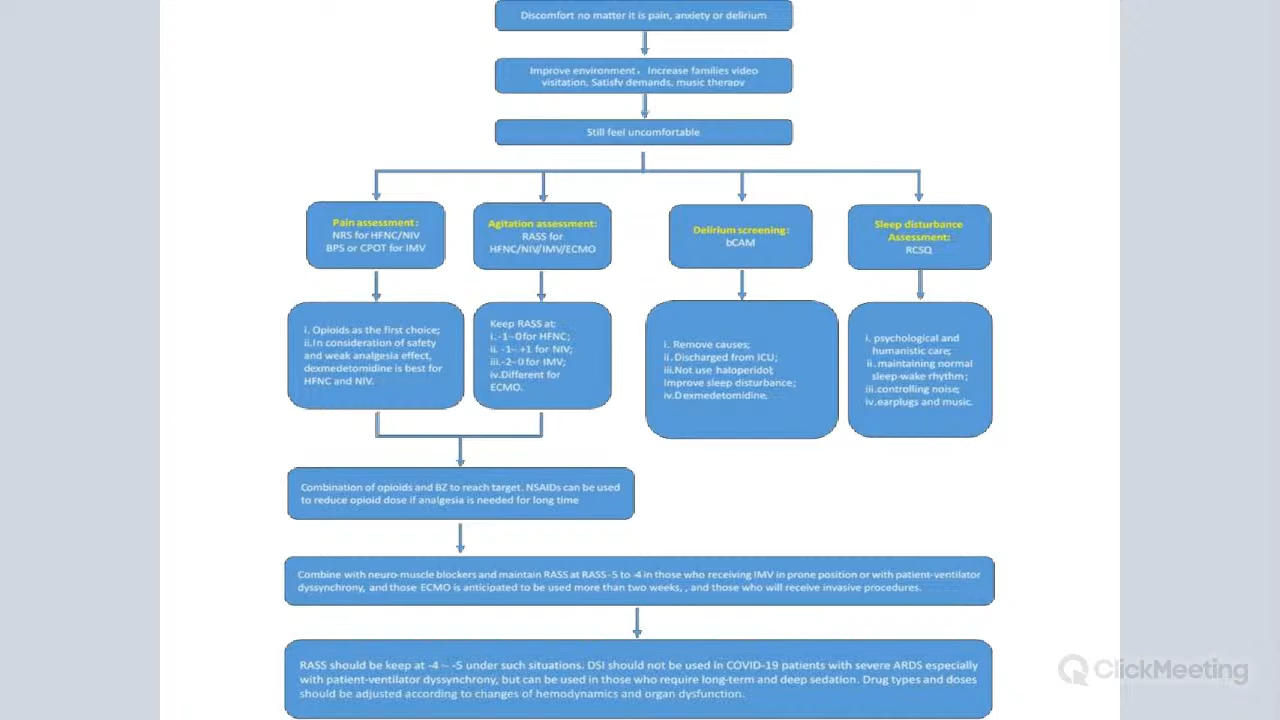 Discomfort no matter it is pain, anxiety or delirium
Improve environment, Increase families video
visitation, Satisfy demands, music therapy
Still feel uncomfortable
Pain assessment:
NRS for HFNC/NIV
BPS or CPOT for IMV
Agitation assessment:
RASS for
HFNC/NIV/IMV/ECMO
Delirium screening:
bCAM
Sleep disturbance
Assessment:
RCSQ
i. Opioids as the first choice;
ii.In consideration of safety
and weak analgesia effect,
dexmedetomidine is best for
HFNC and NIV.
Keep RASS at:
i. -1~0 for HFNC;
ii. -1~ +1 for NIV;
iii.-2~0 for IMV;
iv.Different for
ECMO.
i. Remove causes;
ii.Discharged from ICU;
iii.Not use haloperidol;
Improve sleep disturbance;
iv.Dexmedetomidine.
i. psychological and
humanistic care;
ii.maintaining normal
sleep-wake rhythm;
iii.controlling noise;
iv.earplugs and music.
Combination of opioids and BZ to reach target. NSAIDs can be used
to reduce opioid dose if analgesia is needed for long time
Combine with neuro-muscle blockers and maintain RASS at RASS -5 to -4 in those who receiving IMV in prone position or with patient-ventilator
dyssynchrony, and those ECMO is anticipated to be used more than two weeks, , and those who will receive invasive procedures.
RASS should be keep at -4 ~ -5 under such situations. DSI should not be used in COVID-19 patients with severe ARDS especially
with patient-ventilator dyssynchrony, but can be used in those who require long-term and deep sedation. Drug types and doses
should be adjusted according to changes of hemodynamics and organ dysfunction.
ClickMeeting